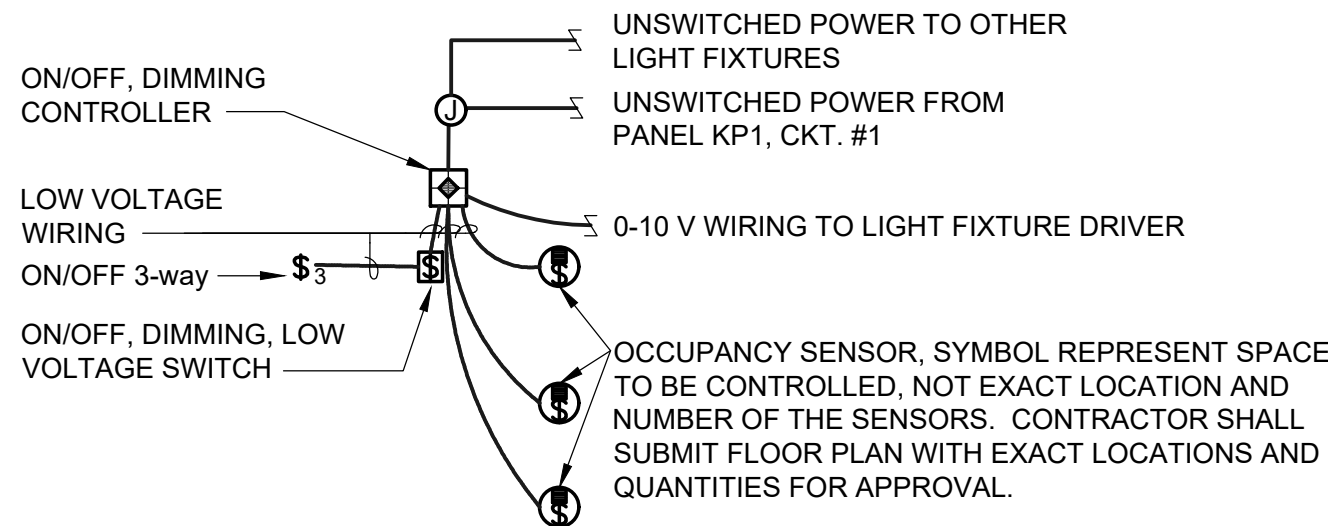 UNSWITCHED POWER TO OTHER
LIGHT FIXTURES
ON/OFF, DIMMING
CONTROLLER
J
UNSWITCHED POWER FROM
PANEL KP1, CKT. #1
LOW VOLTAGE
WIRING
0-10 V WIRING TO LIGHT FIXTURE DRIVER
ON/OFF 3-way
$3
$
$
ON/OFF, DIMMING, LOW
VOLTAGE SWITCH
OCCUPANCY SENSOR, SYMBOL REPRESENT SPACE
TO BE CONTROLLED, NOT EXACT LOCATION AND
NUMBER OF THE SENSORS. CONTRACTOR SHALL
SUBMIT FLOOR PLAN WITH EXACT LOCATIONS AND
QUANTITIES FOR APPROVAL.
$
$